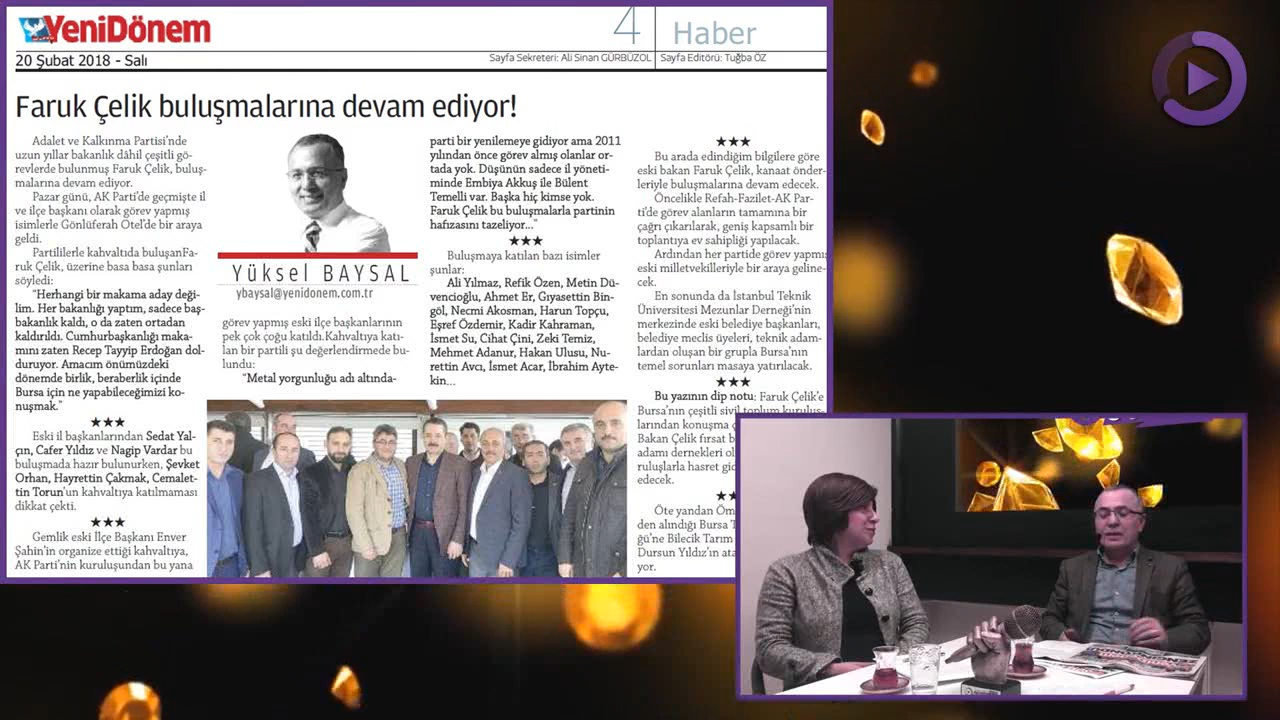 YeniDönem
4 Haber
20 Şubat 2018 - Salı
Sayfa Sekreteri: Ali Sinan GÜRBÜZOL
Sayfa Editörü: Tuğba ÖZ
Faruk Çelik buluşmalarına devam ediyor!
Adalet ve Kalkınma Partisi’nde
uzun yıllar bakanlık dâhil çeşitli gö-
revlerde bulunmuş Faruk Çelik, buluş-
malarına devam ediyor.
Pazar günü, AK Parti’de geçmişte il
ve ilçe başkanı olarak görev yapmış
isimlerle Gönlüferah Otel’de bir araya
geldi.
Partililerle kahvaltıda buluşanFa-
ruk Çelik, üzerine basa basa şunları
söyledi:
“Herhangi bir makama aday deği-
lim. Her bakanlığı yaptım, sadece baş-
bakanlık kaldı, o da zaten ortadan
kaldırıldı. Cumhurbaşkanlığı maka-
mını zaten Recep Tayyip Erdoğan dol-
duruyor. Amacım önümüzdeki
dönemde birlik, beraberlik içinde
Bursa için ne yapabileceğimizi ko-
nuşmak.”
★★★
Eski il başkanlarından Sedat Yal-
çın, Cafer Yıldız ve Nagip Vardar bu
buluşmada hazır bulunurken, Şevket
Orhan, Hayrettin Çakmak, Cemalet-
tin Torun’un kahvaltıya katılmaması
dikkat çekti.
★★★
Gemlik eski İlçe Başkanı Enver
Şahin’in organize ettiği kahvaltıya,
AK Parti’nin kuruluşundan bu yana
Yüksel BAYSAL
ybaysal@yenidonem.com.tr
görev yapmış eski ilçe başkanlarının
pek çok çoğu katıldı.Kahvaltıya katı-
lan bir partili şu değerlendirmede bu-
lundu:
“Metal yorgunluğu adı altında-
parti bir yenilemeye gidiyor ama 2011
yılından önce görev almış olanlar or-
tada yok. Düşünün sadece il yöneti-
minde Embiya Akkuş ile Bülent
Temelli var. Başka hiç kimse yok.
Faruk Çelik bu buluşmalarla partinin
hafızasını tazeliyor...”
★★★
Buluşmaya katılan bazı isimler
şunlar:
Ali Yılmaz, Refik Özen, Metin Dü-
vencioğlu, Ahmet Er, Gıyasettin Bin-
göl, Necmi Akosman, Harun Topçu,
Eşref Özdemir, Kadir Kahraman,
İsmet Su, Cihat Çini, Zeki Temiz,
Mehmet Adanur, Hakan Ulusu, Nu-
rettin Avcı, İsmet Acar, İbrahim Ayte-
kin...
★★★
Bu arada edindiğim bilgilere göre
eski bakan Faruk Çelik, kanaat önder-
leriyle buluşmalarına devam edecek.
Öncelikle Refah-Fazilet-AK Par-
ti’de görev alanların tamamına bir
çağrı çıkarılarak, geniş kapsamlı bir
toplantıya ev sahipliği yapılacak.
Ardından her partide görev yapmış
eski milletvekilleriyle bir araya geline-
cek.
En sonunda da İstanbul Teknik
Üniversitesi Mezunlar Derneği’nin
merkezinde eski belediye başkanları,
belediye meclis üyeleri, teknik adam-
lardan oluşan bir grupla Bursa’nın
temel sorunları masaya yatırılacak.
★★★
Bu yazının dip notu: Faruk Çelik’e
Bursa’nın çeşitli sivil toplum kuruluş-
larından konuşma
Bakan Çelik fırsat
adamı dernekleri
ruluşlarla hasret
edecek.
Öte yandan
den alındığı Bursa
ğü’ne Bilecik Tarım
Dursun Yıldız’ın
yor.